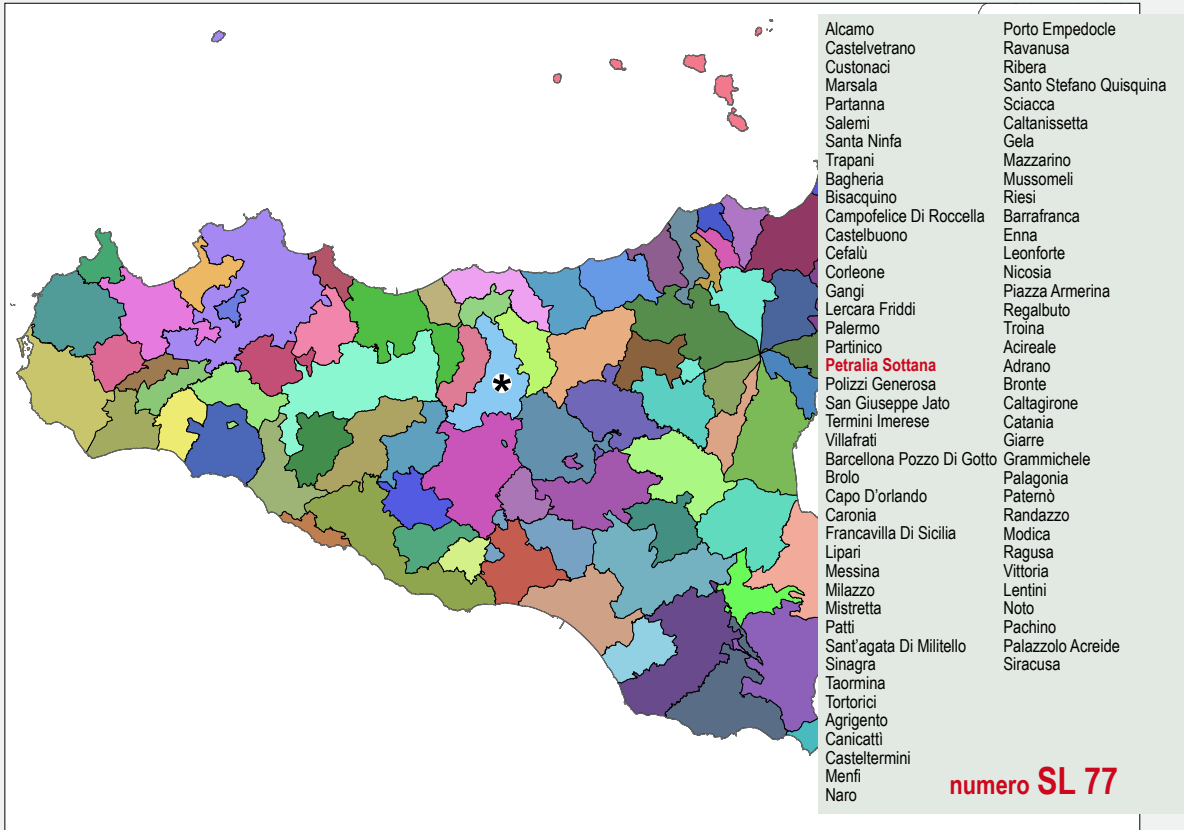 Alcamo
Castelvetrano
Custonaci
Marsala
Partanna
Salemi
Santa Ninfa
Trapani
Bagheria
Bisacquino
Campofelice Di Roccella
Castelbuono
Cefalù
Corleone
Gangi
Lercara Friddi
Palermo
Partinico
Petralia Sottana
Polizzi Generosa
San Giuseppe Jato
Termini Imerese
Villafrati
Barcellona Pozzo Di Gotto
Brolo
Capo D'orlando
Caronia
Francavilla Di Sicilia
Lipari
Messina
Milazzo
Mistretta
Patti
Sant'agata Di Militello
Sinagra
Taormina
Tortorici
Agrigento
Canicattì
Casteltermini
Menfi
Naro
Porto Empedocle
Ravanusa
Ribera
Santo Stefano Quisquina
Sciacca
Caltanissetta
Gela
Mazzarino
Mussomeli
Riesi
Barrafranca
Enna
Leonforte
Nicosia
Piazza Armerina
Regalbuto
Troina
Acireale
Adrano
Bronte
Caltagirone
Catania
Giarre
Grammichele
Palagonia
Paternò
Randazzo
Modica
Ragusa
Vittoria
Lentini
Noto
Pachino
Palazzolo Acreide
Siracusa
numero SL 77
*